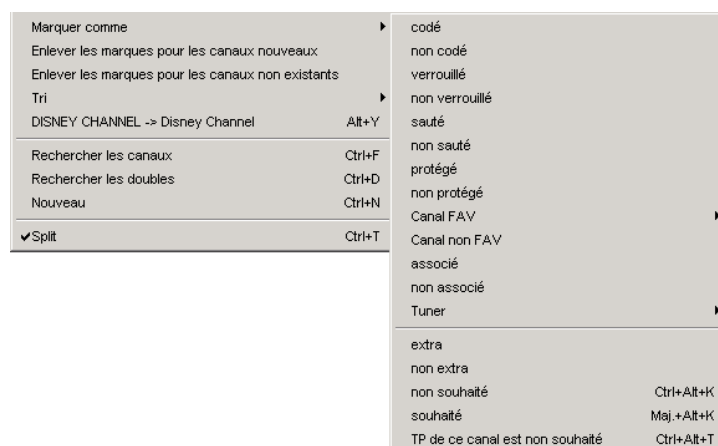 Marquer comme
Enlever les marques pour les canaux nouveaux
Enlever les marques pour les canaux non existants
Tri
DISNEY CHANNEL -> Disney Channel Alt+Y
Rechercher les canaux Ctrl+F
Rechercher les doubles Ctrl+D
Nouveau Ctrl+N
Split Ctrl+T
codé
non codé
verrouillé
non verrouillé
sauté
non sauté
protégé
non protégé
Canal FAV
Canal non FAV
associé
non associé
Tuner
extra
non extra
non souhaité Ctrl+Alt+K
souhaité Maj.+Alt+K
TP de ce canal est non souhaité Ctrl+Alt+T